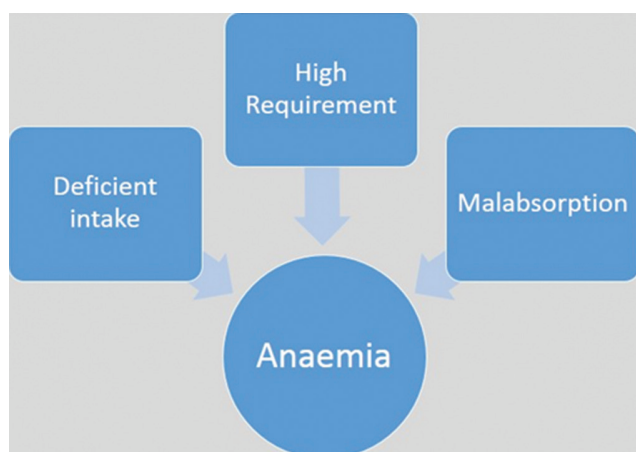 High
Requirement
Deficient
intake
Malabsorption
Anaemia